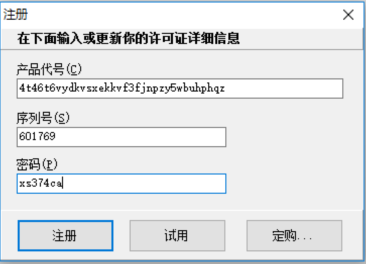 注册
在下面输入或更新你的许可证详细信息
产品代号(C)
4t46t6vydkvsxekkvf3fjnpzy5wbuhphqz
序列号(S)
601769
密码(P)
xs374ca
注册
试用
定购...